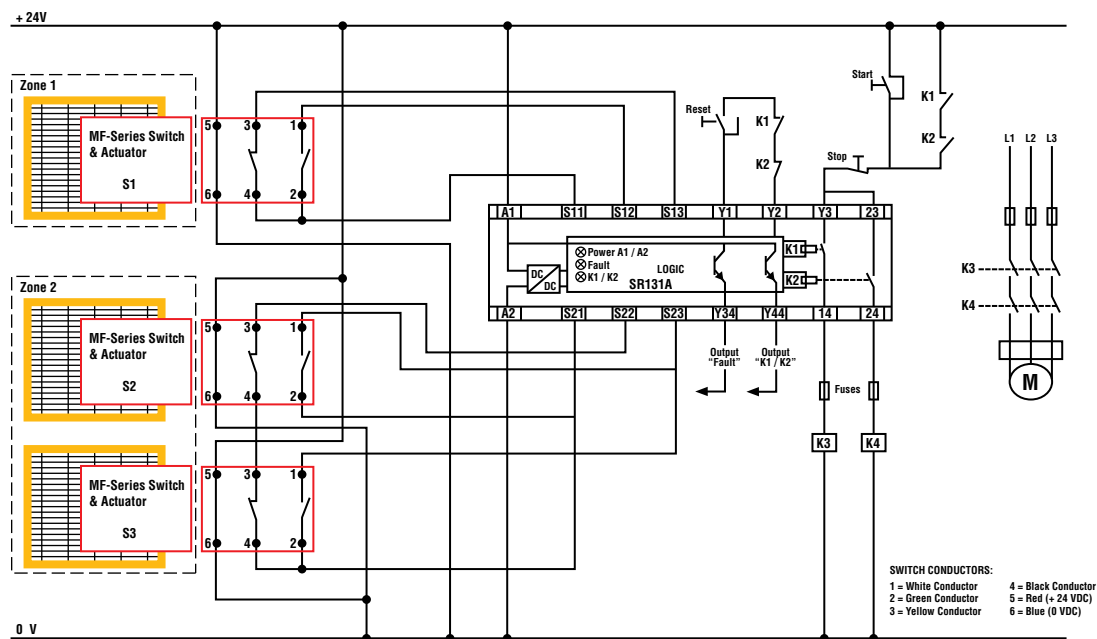 + 24V
Zone 1
MF-Series Switch
& Actuator
S1
5 3 1
6 4 2
Zone 2
MF-Series Switch
& Actuator
S2
5 3 1
6 4 2
MF-Series Switch
& Actuator
S3
5 3 1
6 4 2
0 V
Reset
K1
K2
Start
Stop
K1
K2
A1 S11 S12 S13 Y1 Y2 Y3 23
DC
DC
Power A1 / A2
Fault
K1 / K2
LOGIC
SR131A
K1
K2
A2 S21 S22 S23 Y34 Y44 14 24
Output
"Fault"
Output
"K1 / K2"
Fuses
K3
K4
L1 L2 L3
K3
K4
M
SWITCH CONDUCTORS:
1 = White Conductor
2 = Green Conductor
3 = Yellow Conductor
4 = Black Conductor
5 = Red (+ 24 VDC)
6 = Blue (0 VDC)